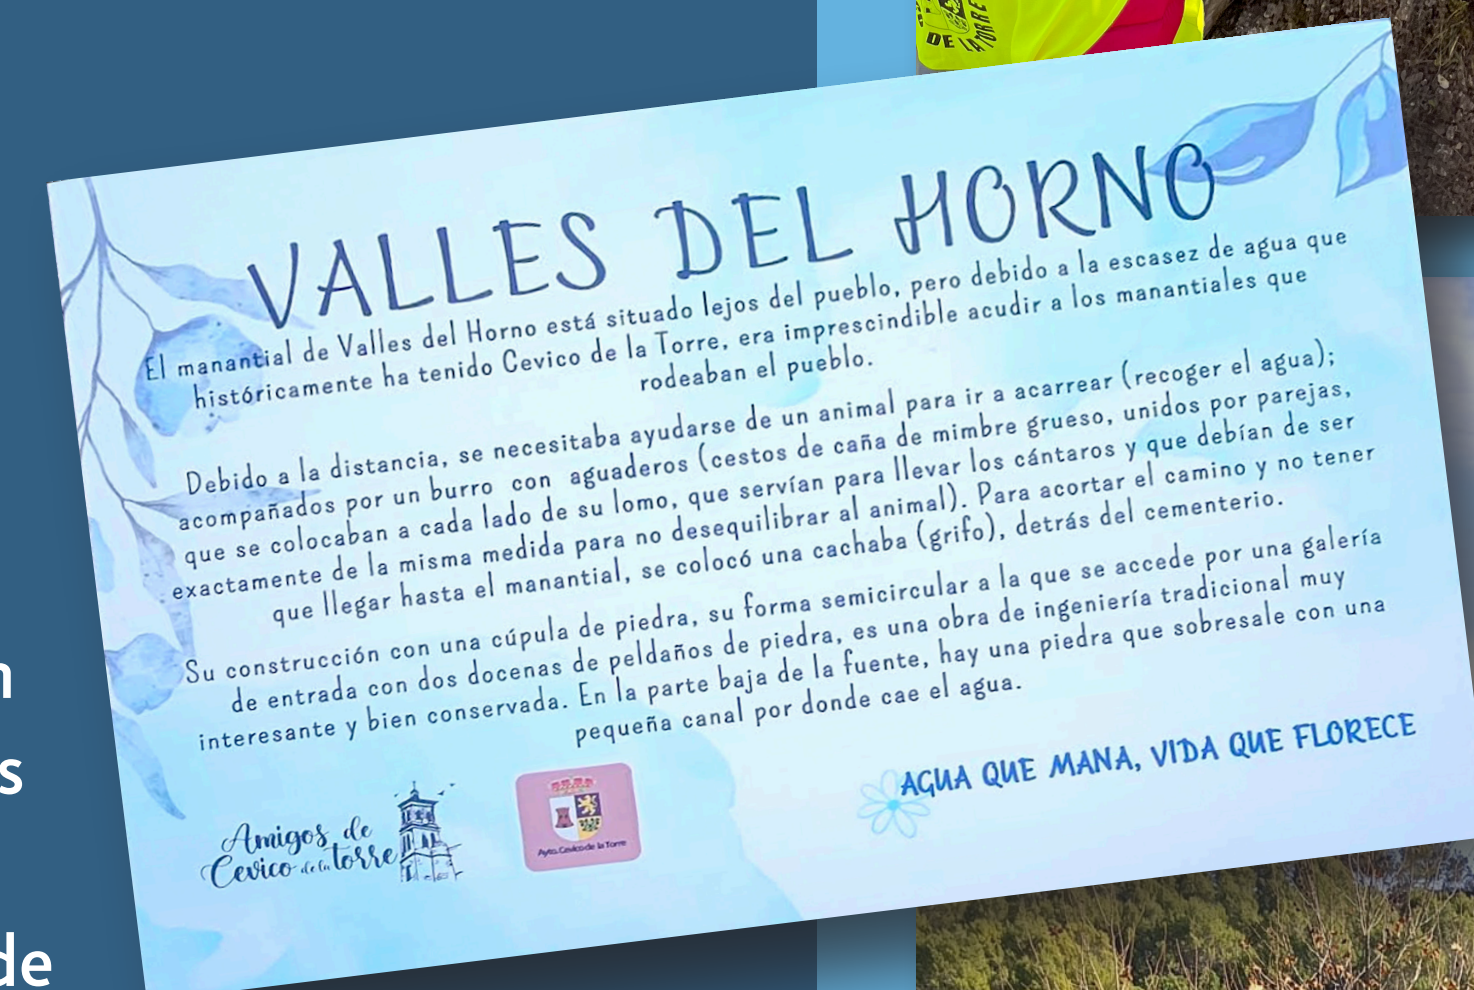 DE LA TORRE
VALLES DEL HORNO
El manantial de Valles del Horno está situado lejos del pueblo, pero debido a la escasez de agua que
históricamente ha tenido Cevico de la Torre, era imprescindible acudir a los manantiales que
rodeaban el pueblo.
Debido a la distancia, se necesitaba ayudarse de un animal para ir a acarrear (recoger el agua);
acompañados por un burro con aguaderos (cestos de caña de mimbre grueso, unidos por parejas,
que se colocaban a cada lado de su lomo, que servían para llevar los cántaros y que debían de ser
exactamente de la misma medida para no desequilibrar al animal). Para acortar el camino y no tener
que llegar hasta el manantial, se colocó una cachaba (grifo), detrás del cementerio.
Su construcción con una cúpula de piedra, su forma semicircular a la que se accede por una galería
de entrada con dos docenas de peldaños de piedra, es una obra de ingeniería tradicional muy
interesante y bien conservada. En la parte baja de la fuente, hay una piedra que sobresale con una
pequeña canal por donde cae el agua.
AGUA QUE MANA, VIDA QUE FLORECE
Amigos de
Cevico de la torre
Ayto. Cevico de la Torre
n
s
de